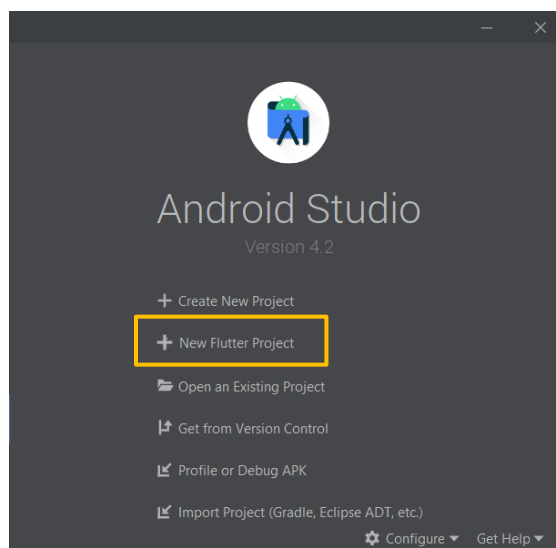 Android Studio
Version 4.2
Create New Project
New Flutter Project
Open an Existing Project
Get from Version Control
Profile or Debug APK
Import Project (Gradle, Eclipse ADT, etc.)
Configure Get Help